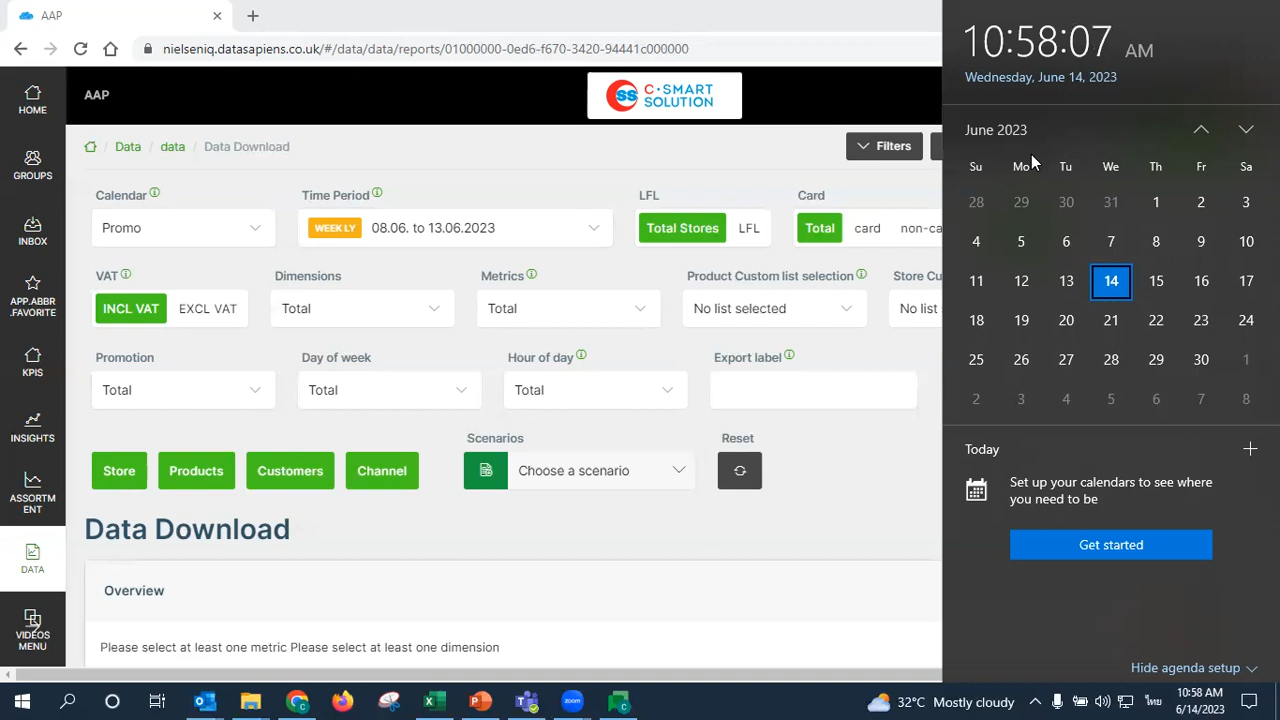 AAP
nielseniq.datasapiens.co.uk/#/data/data/reports/01000000-0ed6-f670-3420-94441c000000
AAP
CSS C·SMART SOLUTION
HOME
GROUPS
INBOX
APP.ABBR
.FAVORITE
KPIS
INSIGHTS
ASSORTM
ENT
DATA
VIDEOS
MENU
Data data Data Download
Filters
Calendar Time Period LFL Card
Promo WEEKLY 08.06. to 13.06.2023 Total Stores LFL Total card non-ca
VAT Dimensions Metrics Product Custom list selection Store Cu
INCL VAT EXCL VAT Total Total No list selected No list
Promotion Day of week Hour of day Export label
Total Total Total
Scenarios Reset
Store Products Customers Channel Choose a scenario
Data Download
Overview
Please select at least one metric Please select at least one dimension
10:58:07 AM
Wednesday, June 14, 2023
June 2023
Su Mo Tu We Th Fr Sa
28 29 30 31 1 2 3
4 5 6 7 8 9 10
11 12 13 14 15 16 17
18 19 20 21 22 23 24
25 26 27 28 29 30 1
2 3 4 5 6 7 8
Today
Set up your calendars to see where
you need to be
Get started
Hide agenda setup
32°C Mostly cloudy
ไทย
10:58 AM
6/14/2023
zoom